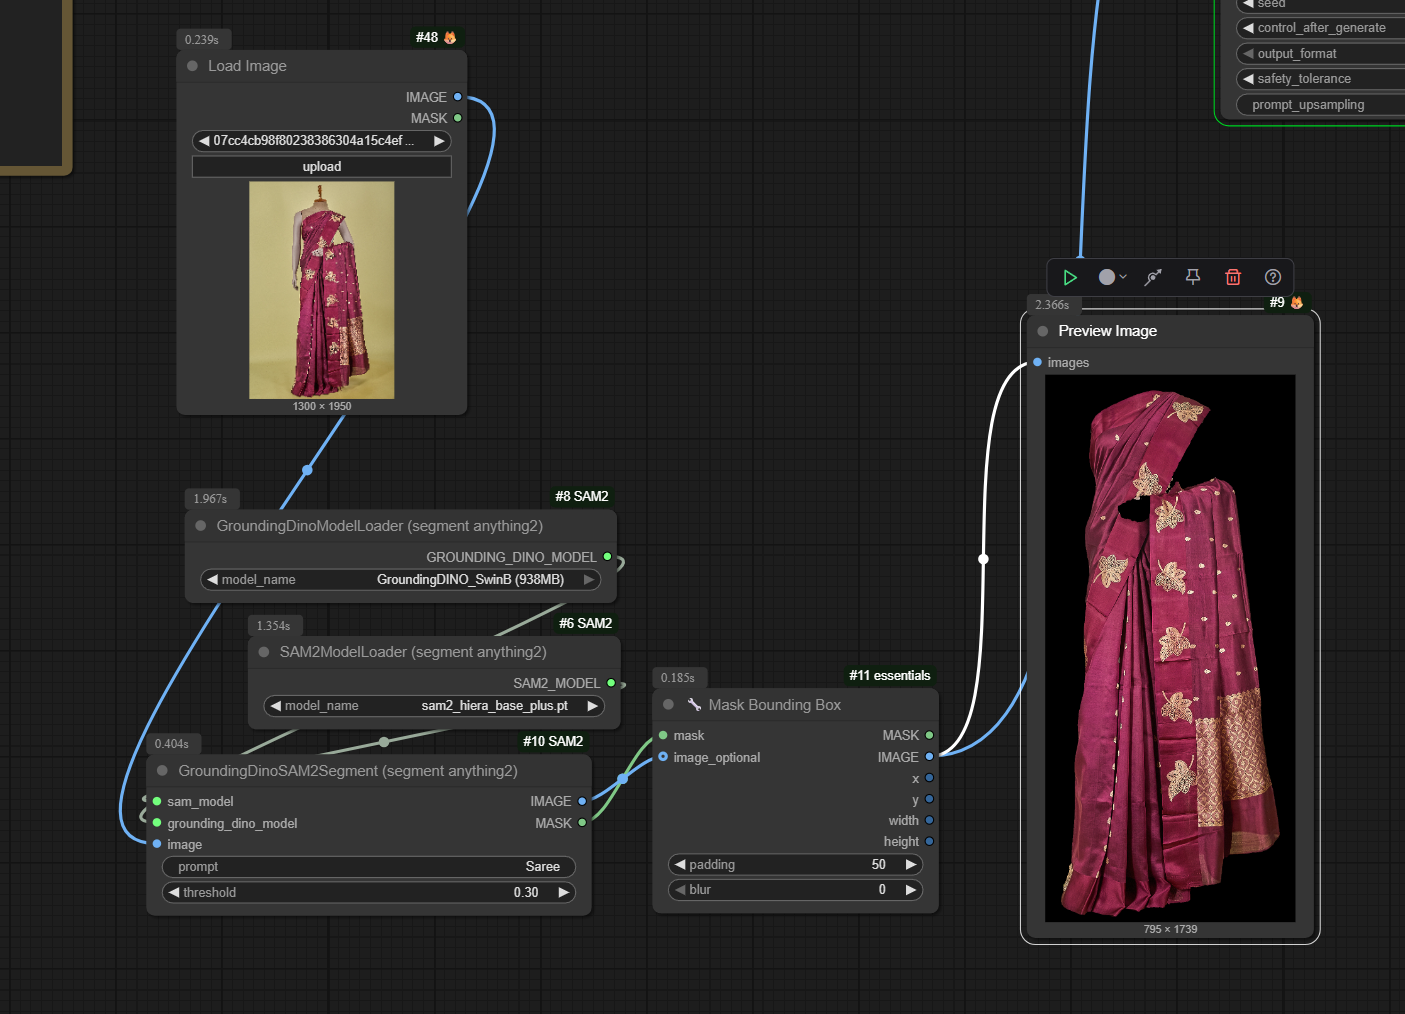 seed
control_after_generate
output_format
safety_tolerance
prompt_upsampling
0.239s
#48
Load Image
IMAGE
MASK
07cc4cb98f80238386304a15c4ef ...
upload
1300 × 1950
1.967s
#8 SAM2
GroundingDinoModelLoader (segment anything2)
GROUNDING_DINO_MODEL
model_name GroundingDINO_SwinB (938MB)
1.354s
#6 SAM2
SAM2ModelLoader (segment anything2)
SAM2_MODEL
model_name sam2_hiera_base_plus.pt
0.404s
#10 SAM2
GroundingDinoSAM2Segment (segment anything2)
sam_model IMAGE
grounding_dino_model MASK
image
prompt Saree
threshold 0.30
0.185s
#11 essentials
Mask Bounding Box
mask MASK
image_optional IMAGE
x
y
width
height
padding 50
blur 0
2.366s
#9
Preview Image
images
795 × 1739